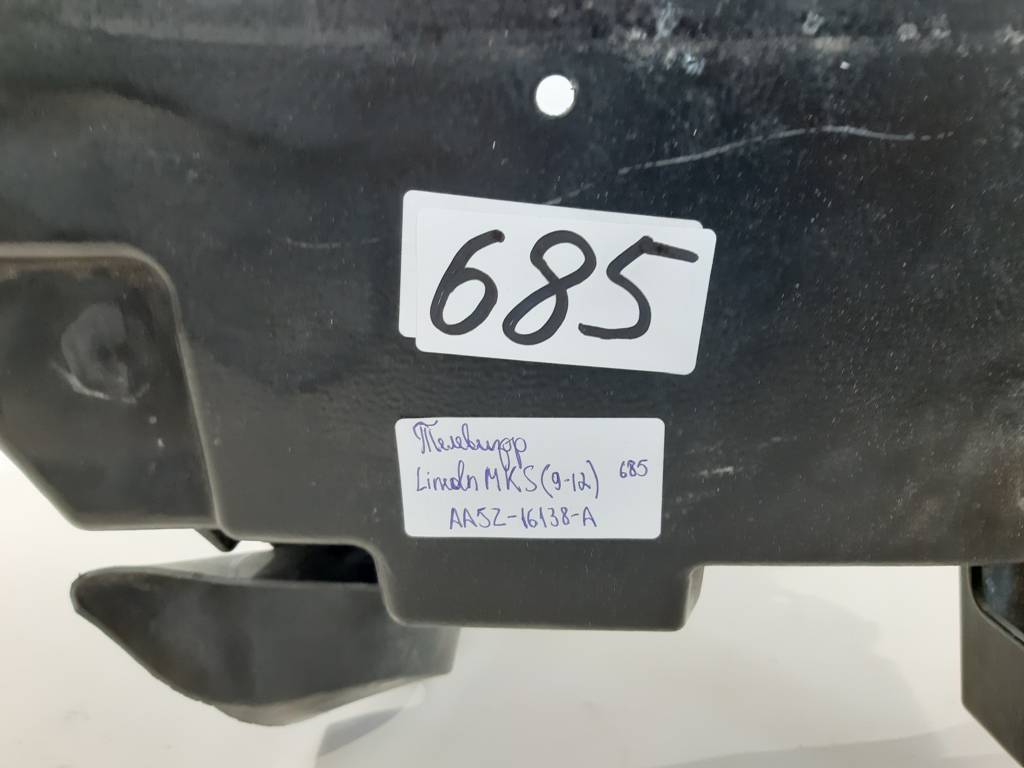 685
Телевизор
Lincoln MKS (9-12) 685
AA5Z-16138-A